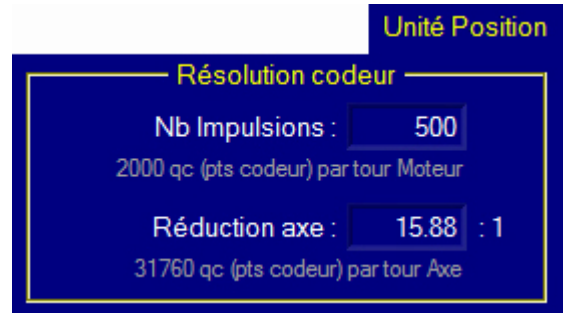 Unité Position
Résolution codeur
Nb Impulsions : 500
2000 qc (pts codeur) par tour Moteur
Réduction axe : 15.88 : 1
31760 qc (pts codeur) par tour Axe